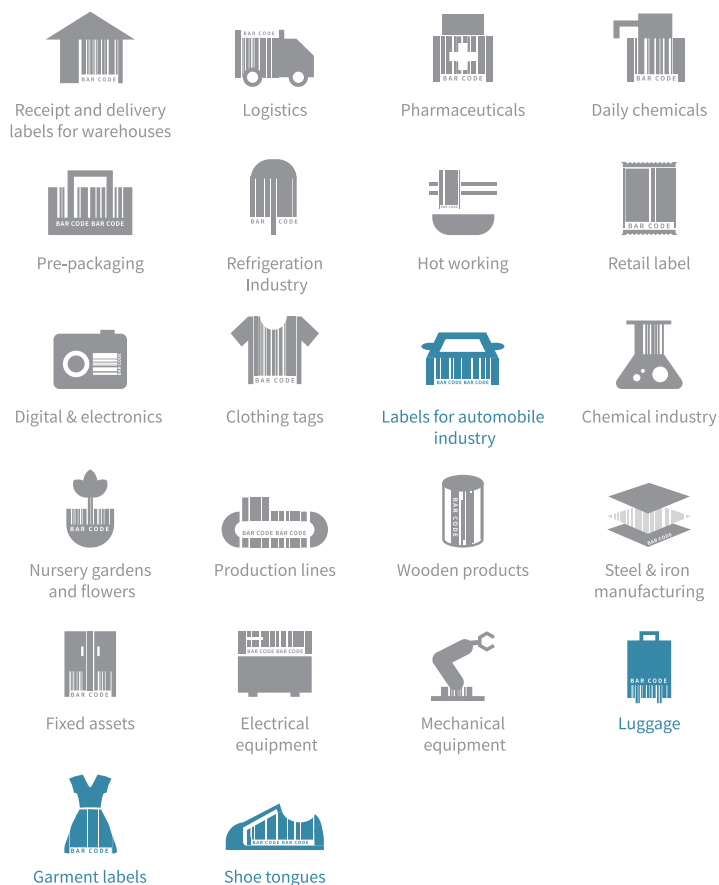 BAR CODE
BAR CODE
BAR CODE
BAR CODE
Receipt and delivery
labels for warehouses
Logistics
Pharmaceuticals
Daily chemicals
BAR CODE BAR CODE
BAR CODE
BAR CODE
BAR CODE
Pre-packaging
Refrigeration
Industry
Hot working
Retail label
BAR CODE
BAR CODE
BAR CODE BAR CODE
Digital & electronics
Clothing tags
Labels for automobile
industry
Chemical industry
BAR CODE
BAR CODE BAR CODE
BAR CODE
BAR CODE
Nursery gardens
and flowers
Production lines
Wooden products
Steel & iron
manufacturing
BAR CODE
BAR CODE BAR CODE
BAR CODE
Fixed assets
Electrical
equipment
Mechanical
equipment
Luggage
BAR CODE
BAR CODE BAR CODE
Garment labels
Shoe tongues